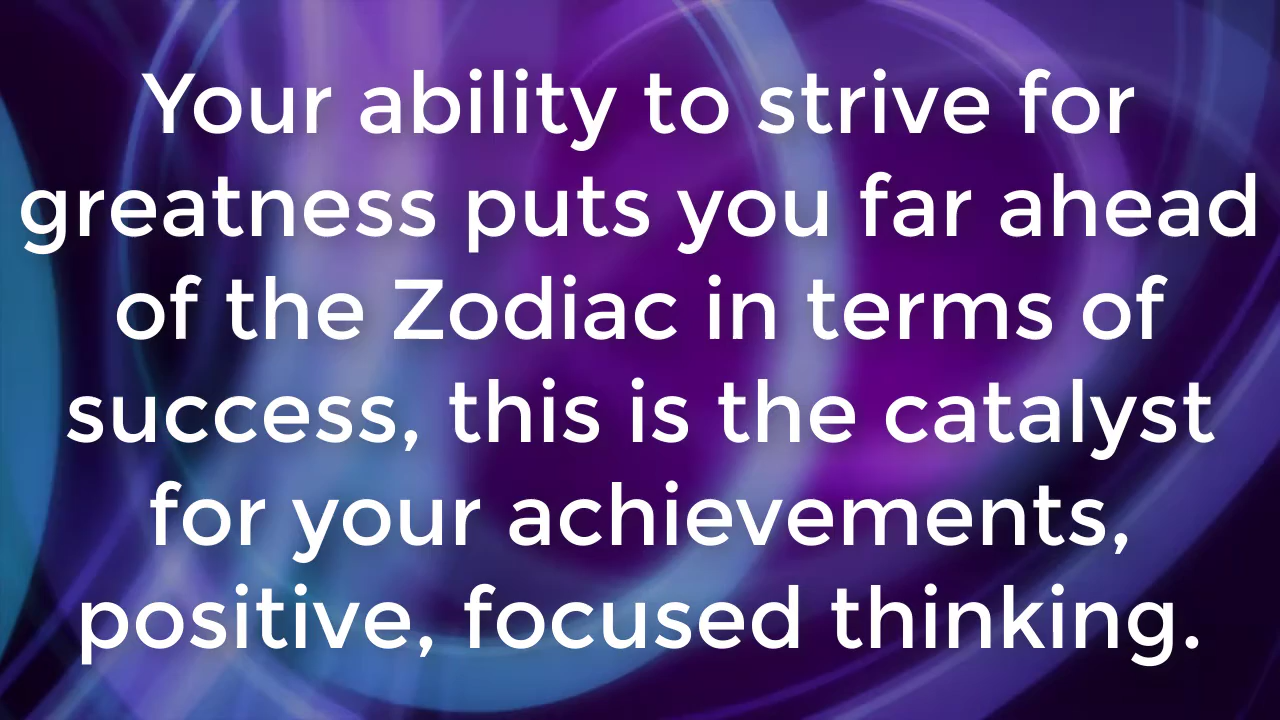 Your ability to strive for
greatness puts you far ahead
of the Zodiac in terms of
success, this is the catalyst
for your achievements,
positive, focused thinking.